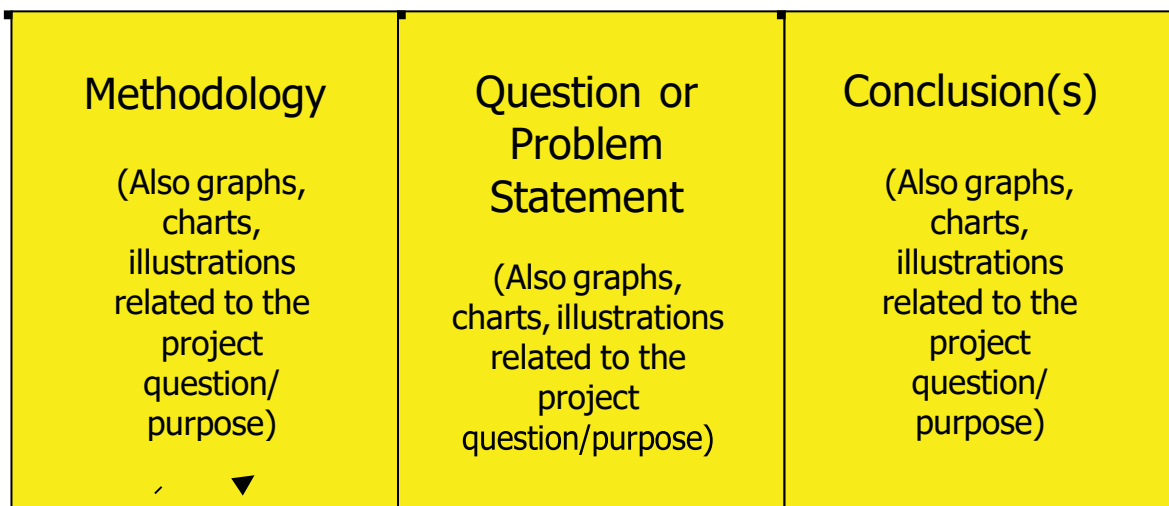 Methodology
(Also graphs,
charts,
illustrations
related to the
project
question/
purpose)
Question or
Problem
Statement
(Also graphs,
charts, illustrations
related to the
project
question/purpose)
Conclusion(s)
(Also graphs,
charts,
illustrations
related to the
project
question/
purpose)